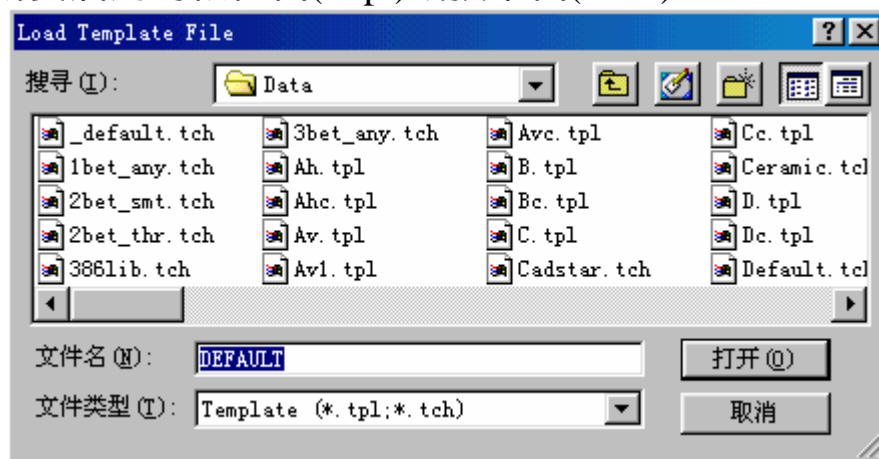 Load Template File
搜寻(I): Data
_default.tch 3bet_any.tch Avc.tpl Cc.tpl
1bet_any.tch Ah.tpl B.tpl Ceramic.tcl
2bet_smt.tch Ahc.tpl Bc.tpl D.tpl
2bet_thr.tch Av.tpl C.tpl Dc.tpl
386lib.tch Av1.tpl Cadstar.tch Default.tcl
文件名(N): DEFAULT 打开(O)
文件类型(T): Template (*.tpl;*.tch) 取消